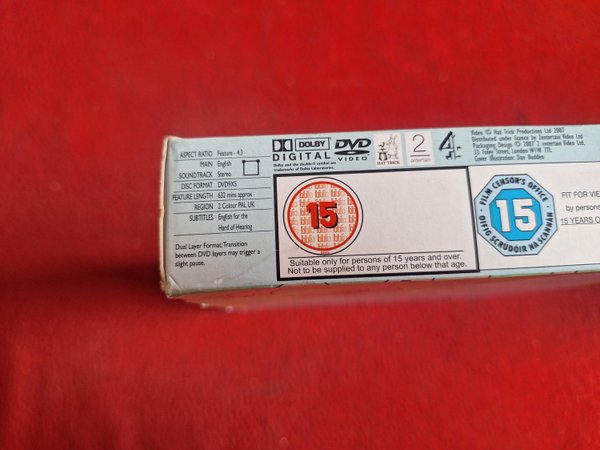 ASPECT RATIO Feature - 4:3
MAIN English
SOUNDTRACK Stereo
DISC FORMAT DVD9X5
FEATURE LENGTH 632 mins approx
REGION 2 Colour PAL UK
SUBTITLES English for the
Hard of Hearing
Dual Layer Format: Transition
between DVD layers may trigger a
slight pause.
DOLBY
DIGITAL
Dolby and the double-D symbol are
trademarks of Dolby Laboratories.
DVD
VIDEO
HAT TRICK
2
entertain
4
Video © Hat Trick Productions Ltd 2007
Distributed under licence by 2entertain Video Ltd
Packaging Design © 2007 2 entertain Video Ltd,
33 Foley Street, London W1W 7TL
Cover Illustration: Stan
15
Suitable only for persons of 15 years and over.
Not to be supplied to any person below that age.
FILM CENSOR'S OFFICE
15
OIFIG SCRÚDÓIR NA SCANNÁN
FIT FOR VIE
by persons
15 YEARS O